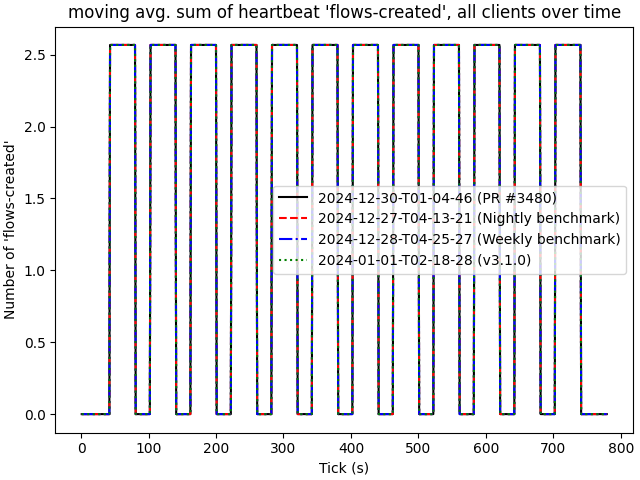 moving avg. sum of heartbeat 'flows-created', all clients over time
Number of 'flows-created'
2.5
2.0
1.5
1.0
0.5
0.0
2024-12-30-T01-04-46 (PR #3480)
2024-12-27-T04-13-21 (Nightly benchmark)
2024-12-28-T04-25-27 (Weekly benchmark)
2024-01-01-T02-18-28 (v3.1.0)
0 100 200 300 400 500 600 700 800
Tick (s)